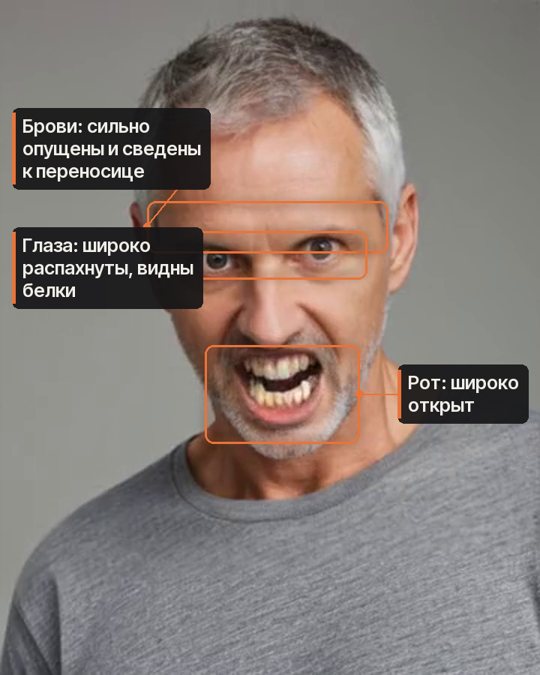 Брови: сильно
опущены и сведены
к переносице
Глаза: широко
распахнуты, видны
белки
Рот: широко
открыт